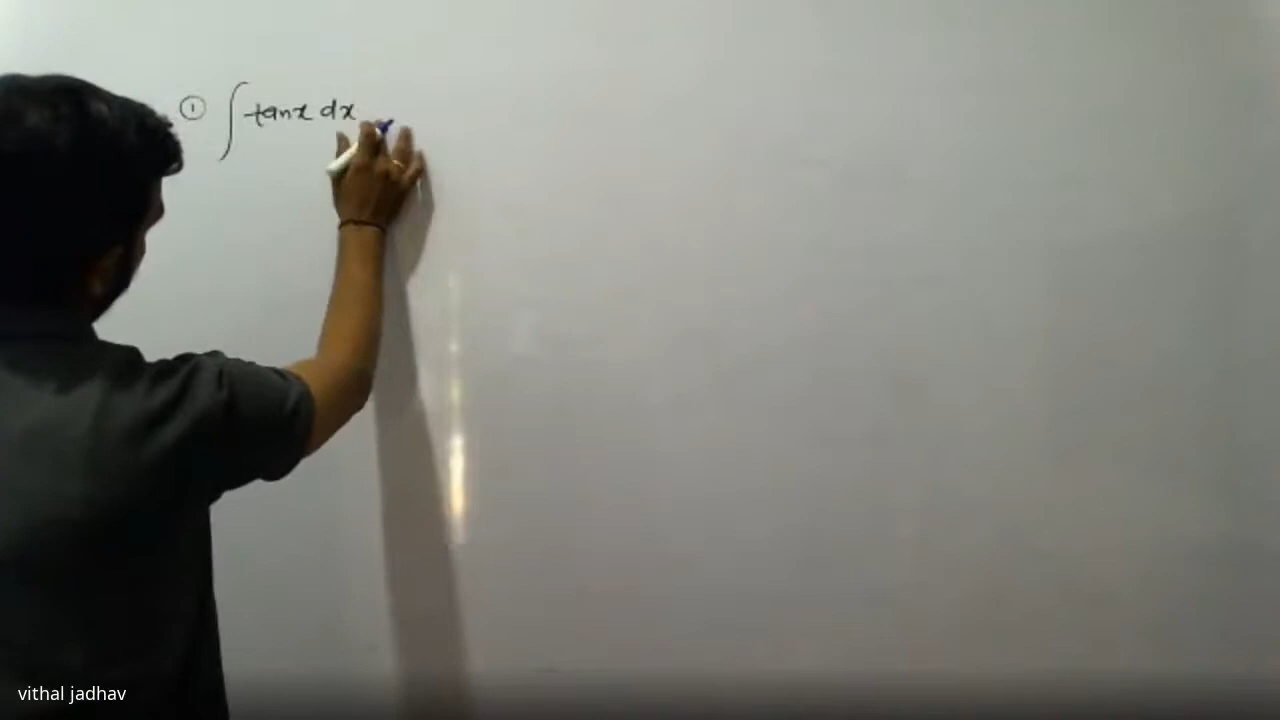 ① ∫ tanx dx
vithal jadhav